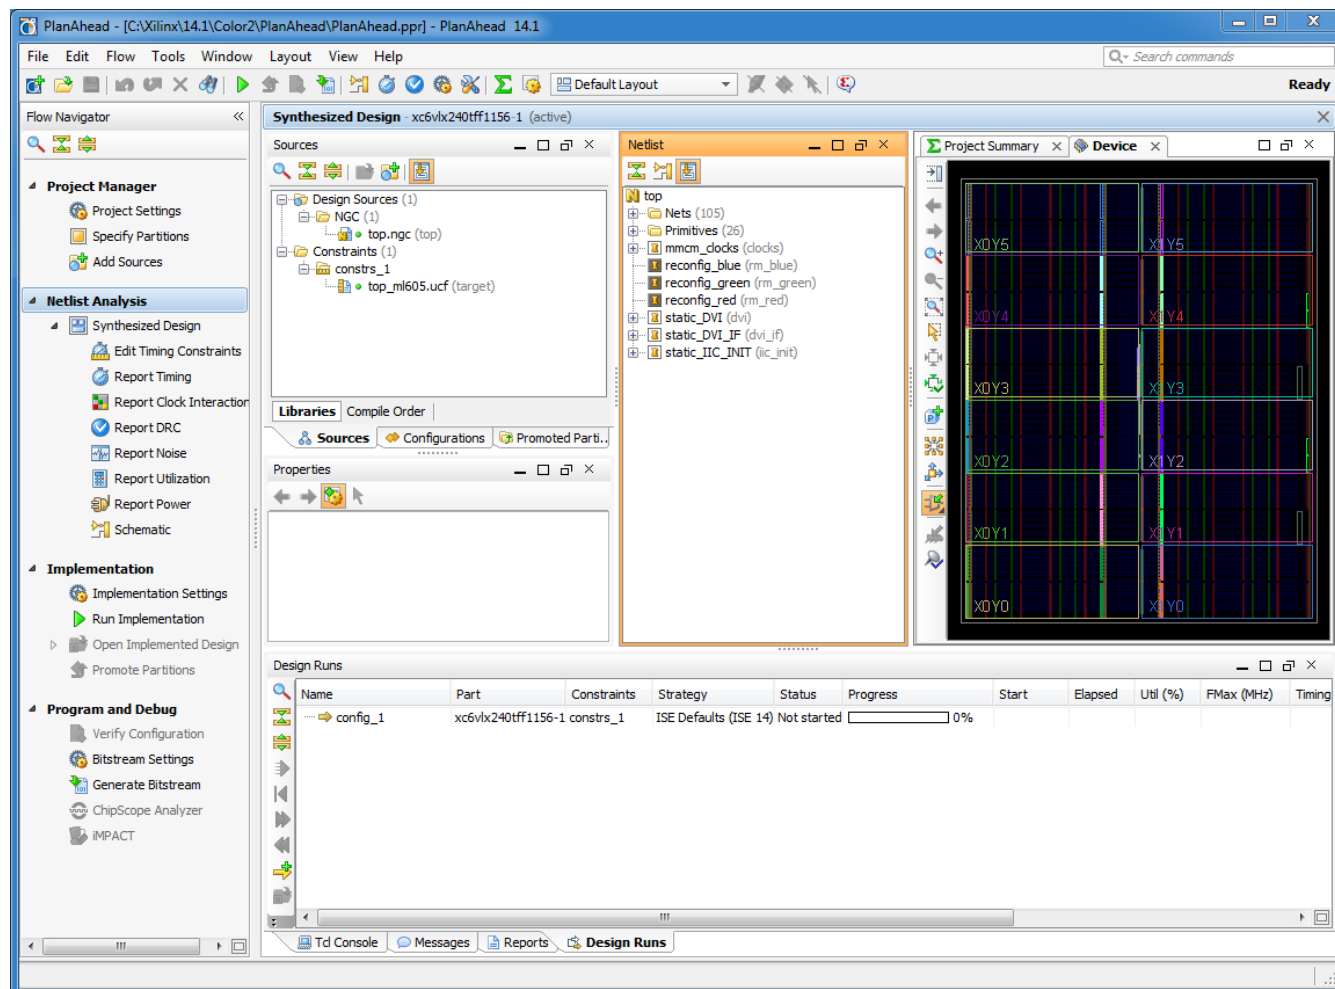 PlanAhead - [C:\Xilinx\14.1\Color2\PlanAhead\PlanAhead.ppr] - PlanAhead 14.1
File Edit Flow Tools Window Layout View Help
Search commands
Default Layout
Ready
Flow Navigator
Project Manager
Project Settings
Specify Partitions
Add Sources
Netlist Analysis
Synthesized Design
Edit Timing Constraints
Report Timing
Report Clock Interaction
Report DRC
Report Noise
Report Utilization
Report Power
Schematic
Implementation
Implementation Settings
Run Implementation
Open Implemented Design
Promote Partitions
Program and Debug
Verify Configuration
Bitstream Settings
Generate Bitstream
ChipScope Analyzer
iMPACT
Synthesized Design - xc6vlx240tff1156-1 (active)
Sources
Design Sources (1)
NGC (1)
top.ngc (top)
Constraints (1)
constrs_1
top_ml605.ucf (target)
Libraries Compile Order
Sources Configurations Promoted Parti..
Properties
Netlist
top
Nets (105)
Primitives (26)
mmcm_clocks (clocks)
reconfig_blue (rm_blue)
reconfig_green (rm_green)
reconfig_red (rm_red)
static_DVI (dvi)
static_DVI_IF (dvi_if)
static_IIC_INIT (iic_init)
Project Summary Device
X0Y5 X1Y5
X0Y4 X1Y4
X0Y3 X1Y3
X0Y2 X1Y2
X0Y1 X1Y1
X0Y0 X1Y0
Design Runs
Name Part Constraints Strategy Status Progress Start Elapsed Util (%) FMax (MHz) Timing
config_1 xc6vlx240tff1156-1 constrs_1 ISE Defaults (ISE 14) Not started 0%
Tcl Console Messages Reports Design Runs